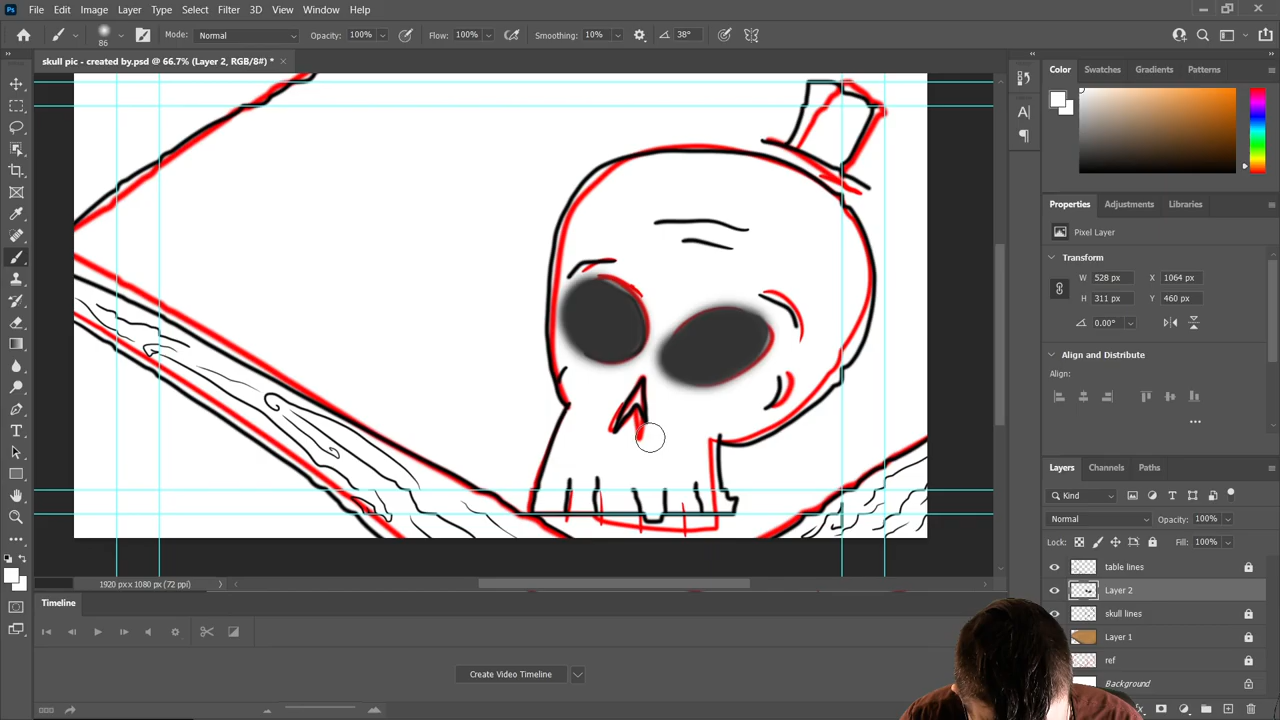 Ps File Edit Image Layer Type Select Filter 3D View Window Help
86 Mode: Normal Opacity: 100% Flow: 100% Smoothing: 10% 38°
skull pic - created by.psd @ 66.7% (Layer 2, RGB/8#) *
Color Swatches Gradients Patterns
Properties Adjustments Libraries
Pixel Layer
Transform
W 528 px X 1064 px
H 311 px Y 460 px
0.00°
Align and Distribute
Align:
Layers Channels Paths
Kind
Normal Opacity: 100%
Lock: Fill: 100%
table lines
Layer 2
skull lines
Layer 1
ref
Background
1920 px x 1080 px (72 ppi)
Timeline
Create Video Timeline